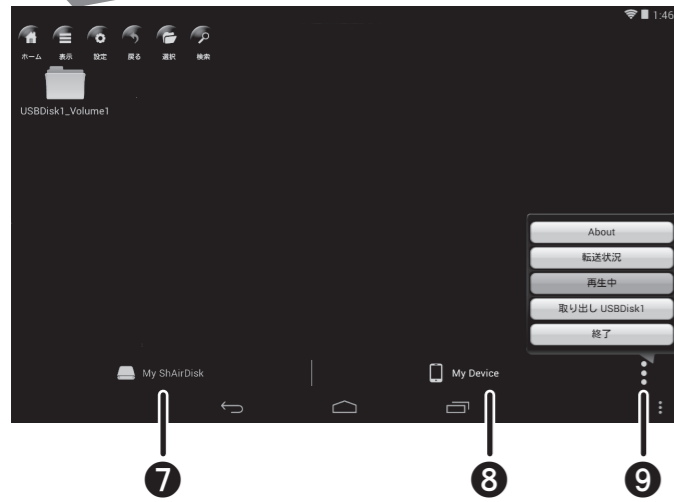 1:46
ホーム 表示 設定 戻る 選択 検索
USBDisk1_Volume1
About
転送状況
再生中
取り出し USBDisk1
終了
My ShAirDisk My Device
7 8 9